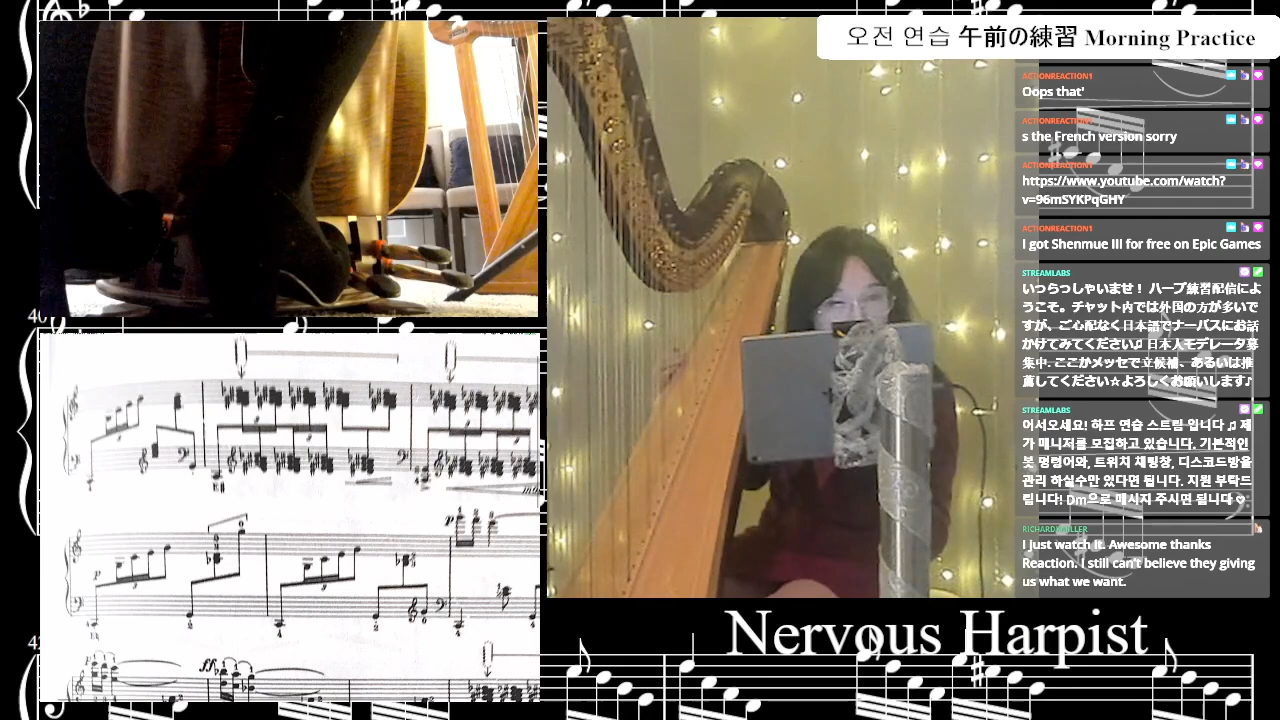 오전 연습 午前の練習 Morning Practice
ACTIONREACTION1
Oops that'
ACTIONREACTION1
s the French version sorry
ACTIONREACTION1
https://www.youtube.com/watch?
v=96mSYKPqGHY
ACTIONREACTION1
I got Shenmue III for free on Epic Games
STREAMLABS
いつらつしゃいませ! ハープ練習配信によ
うこそ。チャット内では外国の方が多いで
すが、ご心配なく日本語でナーバスにお話
かけてみてください♫ 日本人モデレータ募
集中. ここかメッセで立候補、あるいは推
薦してください☆よろしくお願いします♪
STREAMLABS
어서오세요! 하프 연습 스트림 입니다 ♫ 제
가 매니저를 모집하고 있습니다. 기본적인
봇 명령어와, 트위치 채팅창, 디스코드방을
관리 하실수만 있다면 됩니다. 지원 부탁드
립니다! Dm으로 메시지 주시면 됩니다 ♡
I just watch it. Awesome thanks
Reaction. I still can't believe they giving
us what we want.
Nervous Harpist